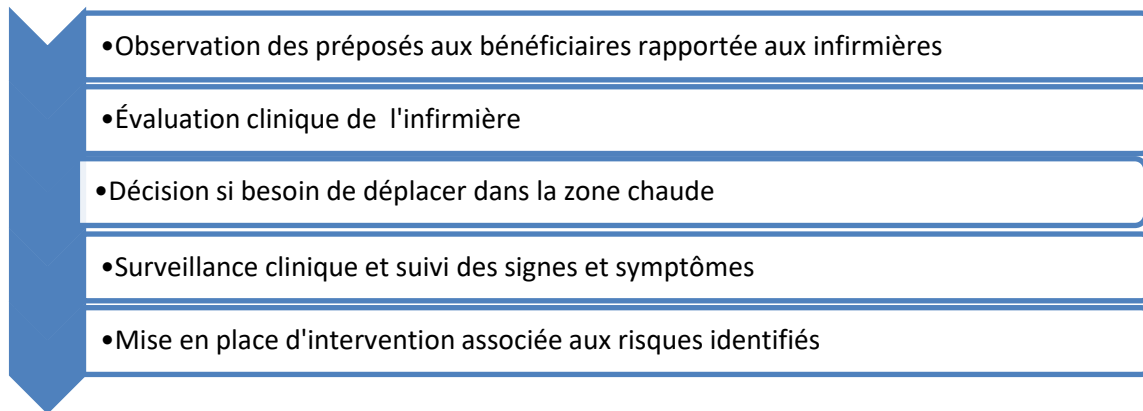 •Observation des préposés aux bénéficiaires rapportée aux infirmières
•Évaluation clinique de  l'infirmière
•Décision si besoin de déplacer dans la zone chaude
•Surveillance clinique et suivi des signes et symptômes
•Mise en place d'intervention associée aux risques identifiés